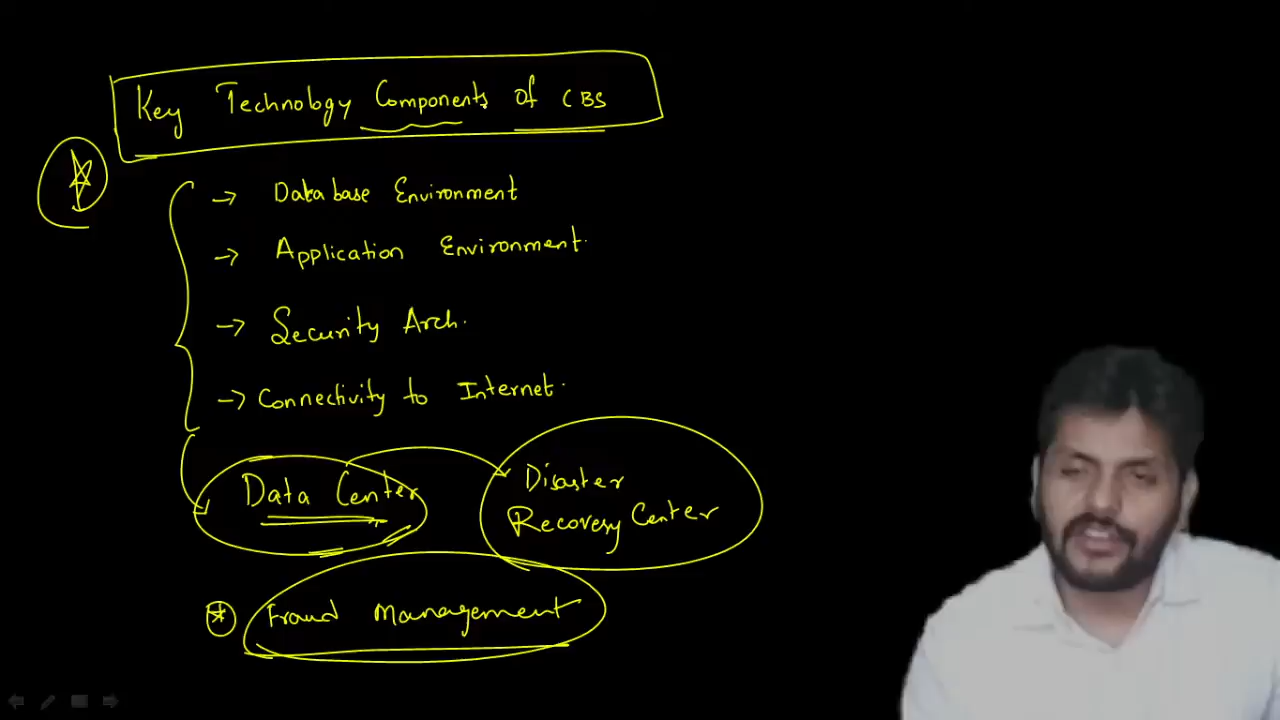 Key Technology Components of CBS
→ Database Environment
→ Application Environment.
→ Security Arch.
→ Connectivity to Internet.
Data Center
Disaster
Recovery Center
Fraud Management